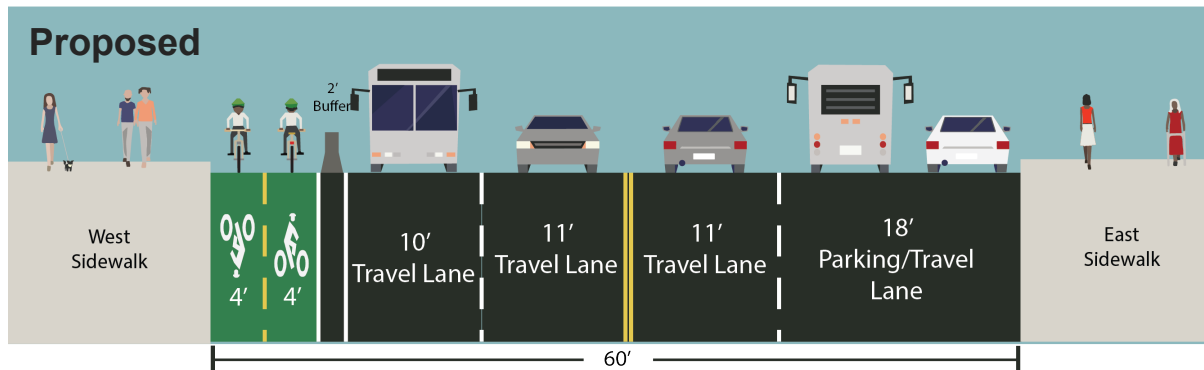 Proposed
2’
Buffer
West
Sidewalk
4’
4’
10’
Travel Lane
11’
Travel Lane
11’
Travel Lane
18’
Parking/Travel
Lane
East
Sidewalk
60’